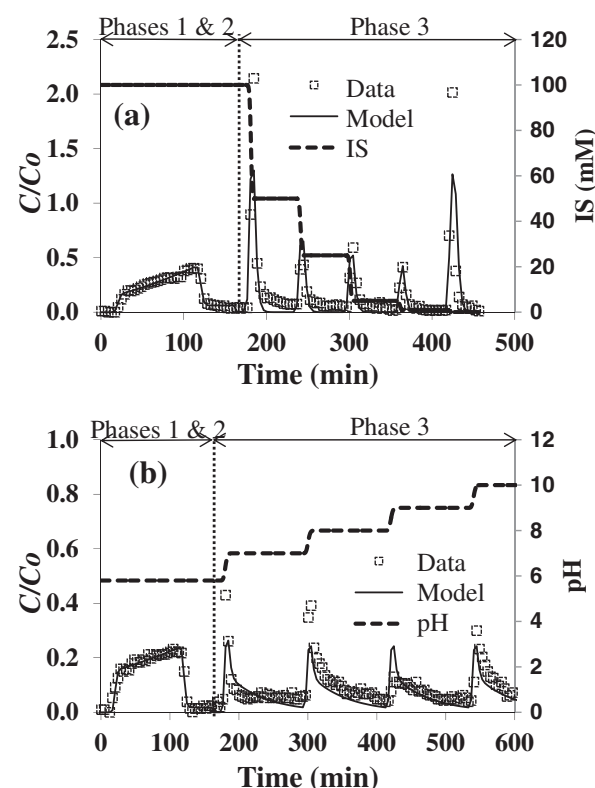 Phases 1 & 2 Phase 3
2.5 120
(a)
Data
Model
IS
2.0 100
1.5 80
1.0 60
0.5 40
0.0 20
0
C/Co
IS (mM)
0 100 200 300 400 500
Time (min)
Phases 1 & 2 Phase 3
1.0 12
(b)
0.8 10
0.6 8
0.4 6
0.2 4
0.0 2
0
Data
Model
pH
C/Co
pH
0 100 200 300 400 500 600
Time (min)